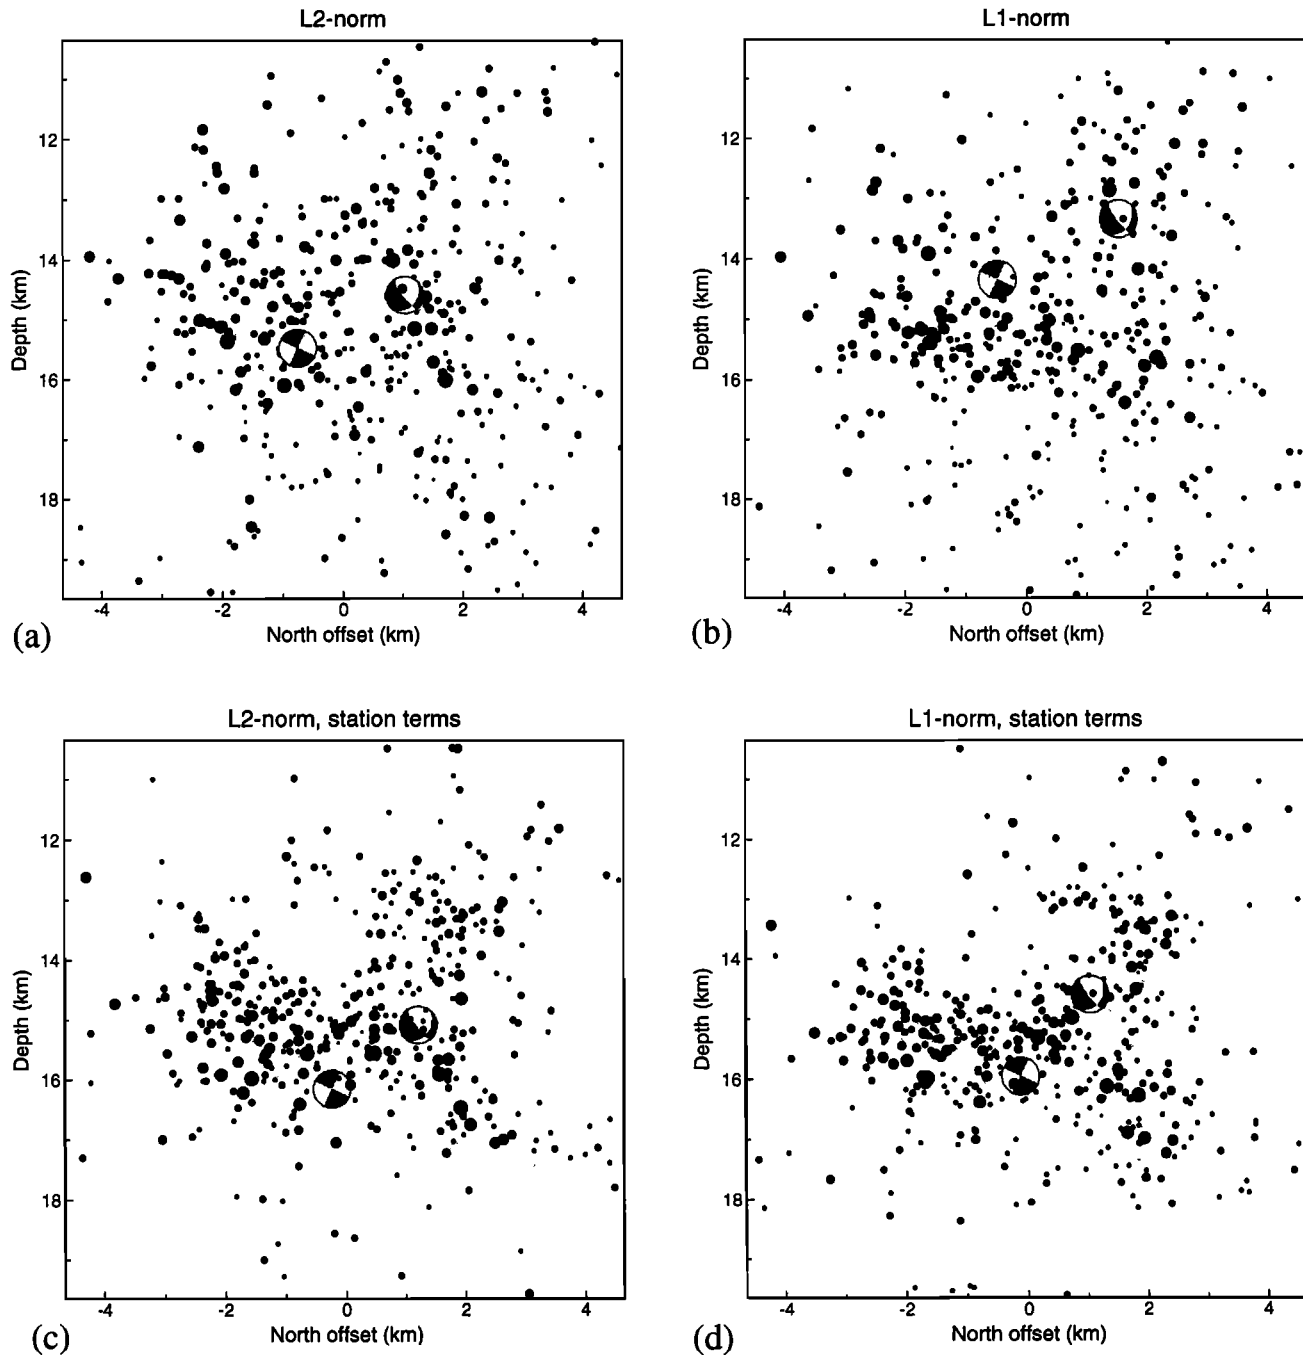 L2-norm
Depth (km)
12
14
16
18
-4
-2
0
2
4
North offset (km)
(a)
L1-norm
Depth (km)
12
14
16
18
-4
-2
0
2
4
North offset (km)
(b)
L2-norm, station terms
Depth (km)
12
14
16
18
-4
-2
0
2
4
North offset (km)
(c)
L1-norm, station terms
Depth (km)
12
14
16
18
-4
-2
0
2
4
North offset (km)
(d)